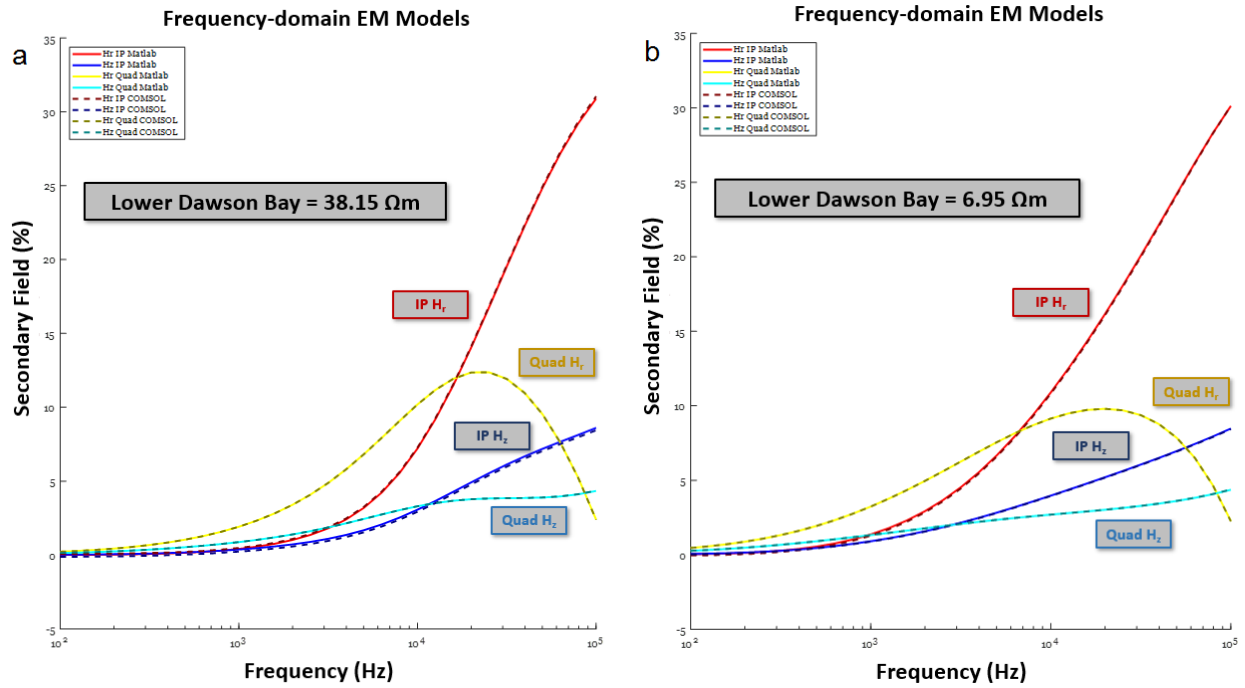 Frequency-domain EM Models
a
35
30
25
20
15
10
5
0
-5
Hr IP Matlab
Hz IP Matlab
Hr Quad Matlab
Hz Quad Matlab
Hr IP COMSOL
Hz IP COMSOL
Hr Quad COMSOL
Hz Quad COMSOL
Lower Dawson Bay = 38.15 Ωm
IP Hr
Quad Hr
IP Hz
Quad Hz
Secondary Field (%)
10-2
103
104
105
Frequency (Hz)
Frequency-domain EM Models
b
35
30
25
20
15
10
5
0
-5
Hr IP Matlab
Hz IP Matlab
Hr Quad Matlab
Hz Quad Matlab
Hr IP COMSOL
Hz IP COMSOL
Hr Quad COMSOL
Hz Quad COMSOL
Lower Dawson Bay = 6.95 Ωm
IP Hr
Quad Hr
IP Hz
Quad Hz
Secondary Field (%)
10-2
103
104
105
Frequency (Hz)